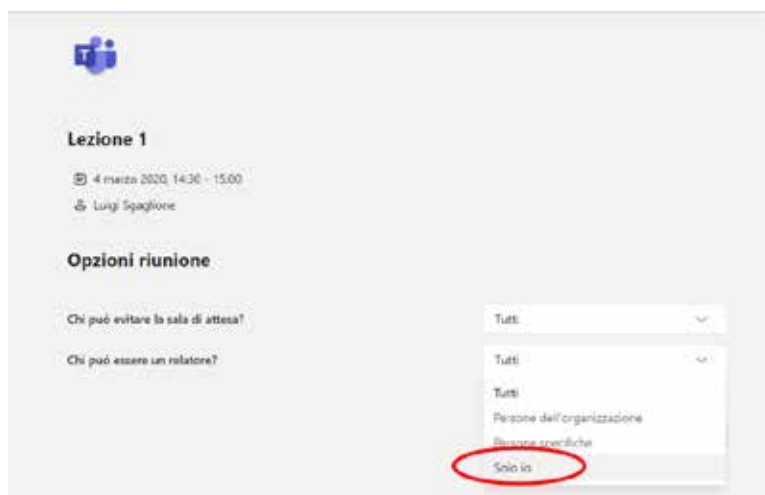 Lezione 1
4 marzo 2020, 14:30 - 15:00
Luigi Sgaglione
Opzioni riunione
Chi può evitare la sala di attesa? Tutti
Chi può essere un relatore? Tutti
Tutti
Persone dell'organizzazione
Persone specifiche
Solo io